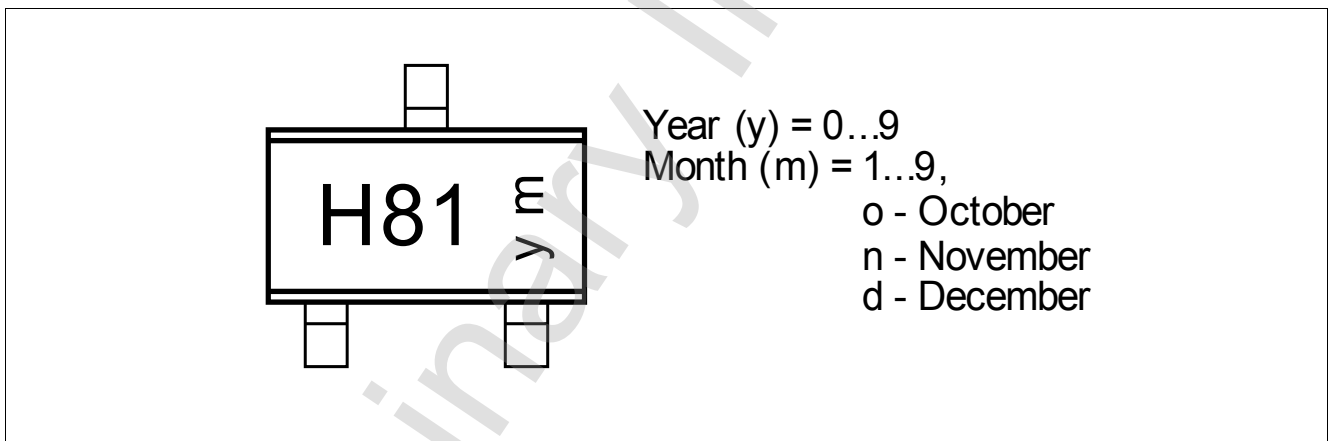 H81
y m
Year (y) = 0...9
Month (m) = 1...9,
o - October
n - November
d - December